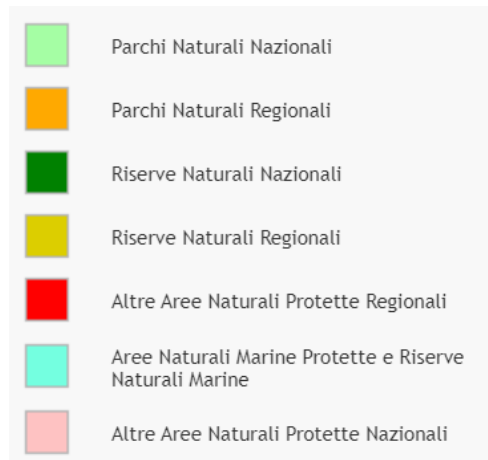 Parchi Naturali Nazionali
Parchi Naturali Regionali
Riserve Naturali Nazionali
Riserve Naturali Regionali
Altre Aree Naturali Protette Regionali
Aree Naturali Marine Protette e Riserve
Naturali Marine
Altre Aree Naturali Protette Nazionali